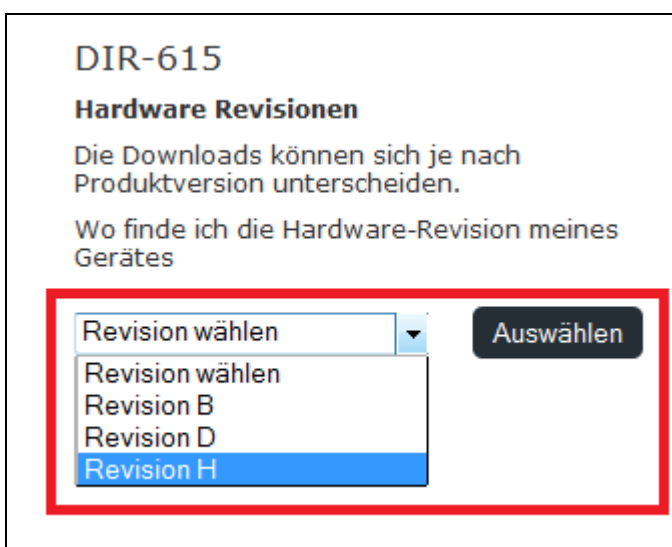 DIR-615
Hardware Revisionen
Die Downloads können sich je nach
Produktversion unterscheiden.
Wo finde ich die Hardware-Revision meines
Gerätes
Revision wählen
Auswählen
Revision wählen
Revision B
Revision D
Revision H